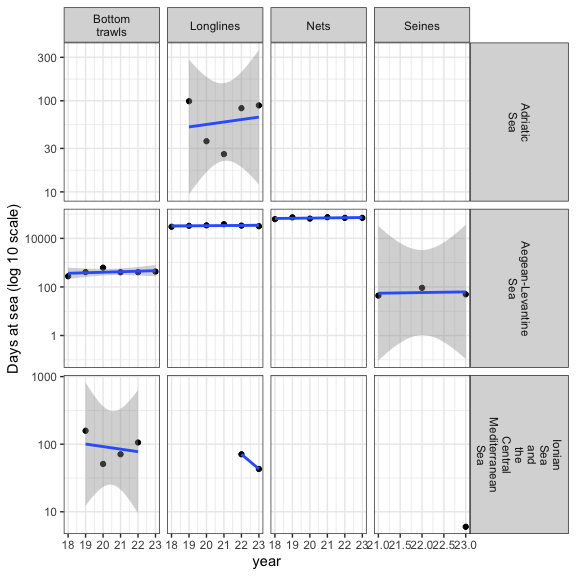 Bottom
trawls
Longlines
Nets
Seines
300
100
30
10
Adriatic
Sea
10000
100
1
Aegean-Levantine
Sea
1000
100
10
Ionian
Sea
and
the
Central
Mediterranean
Sea
18 19 20 21 22 23
18 19 20 21 22 23
18 19 20 21 22 23
21.0 21.5 22.0 22.5 23.0
year
Days at sea (log 10 scale)